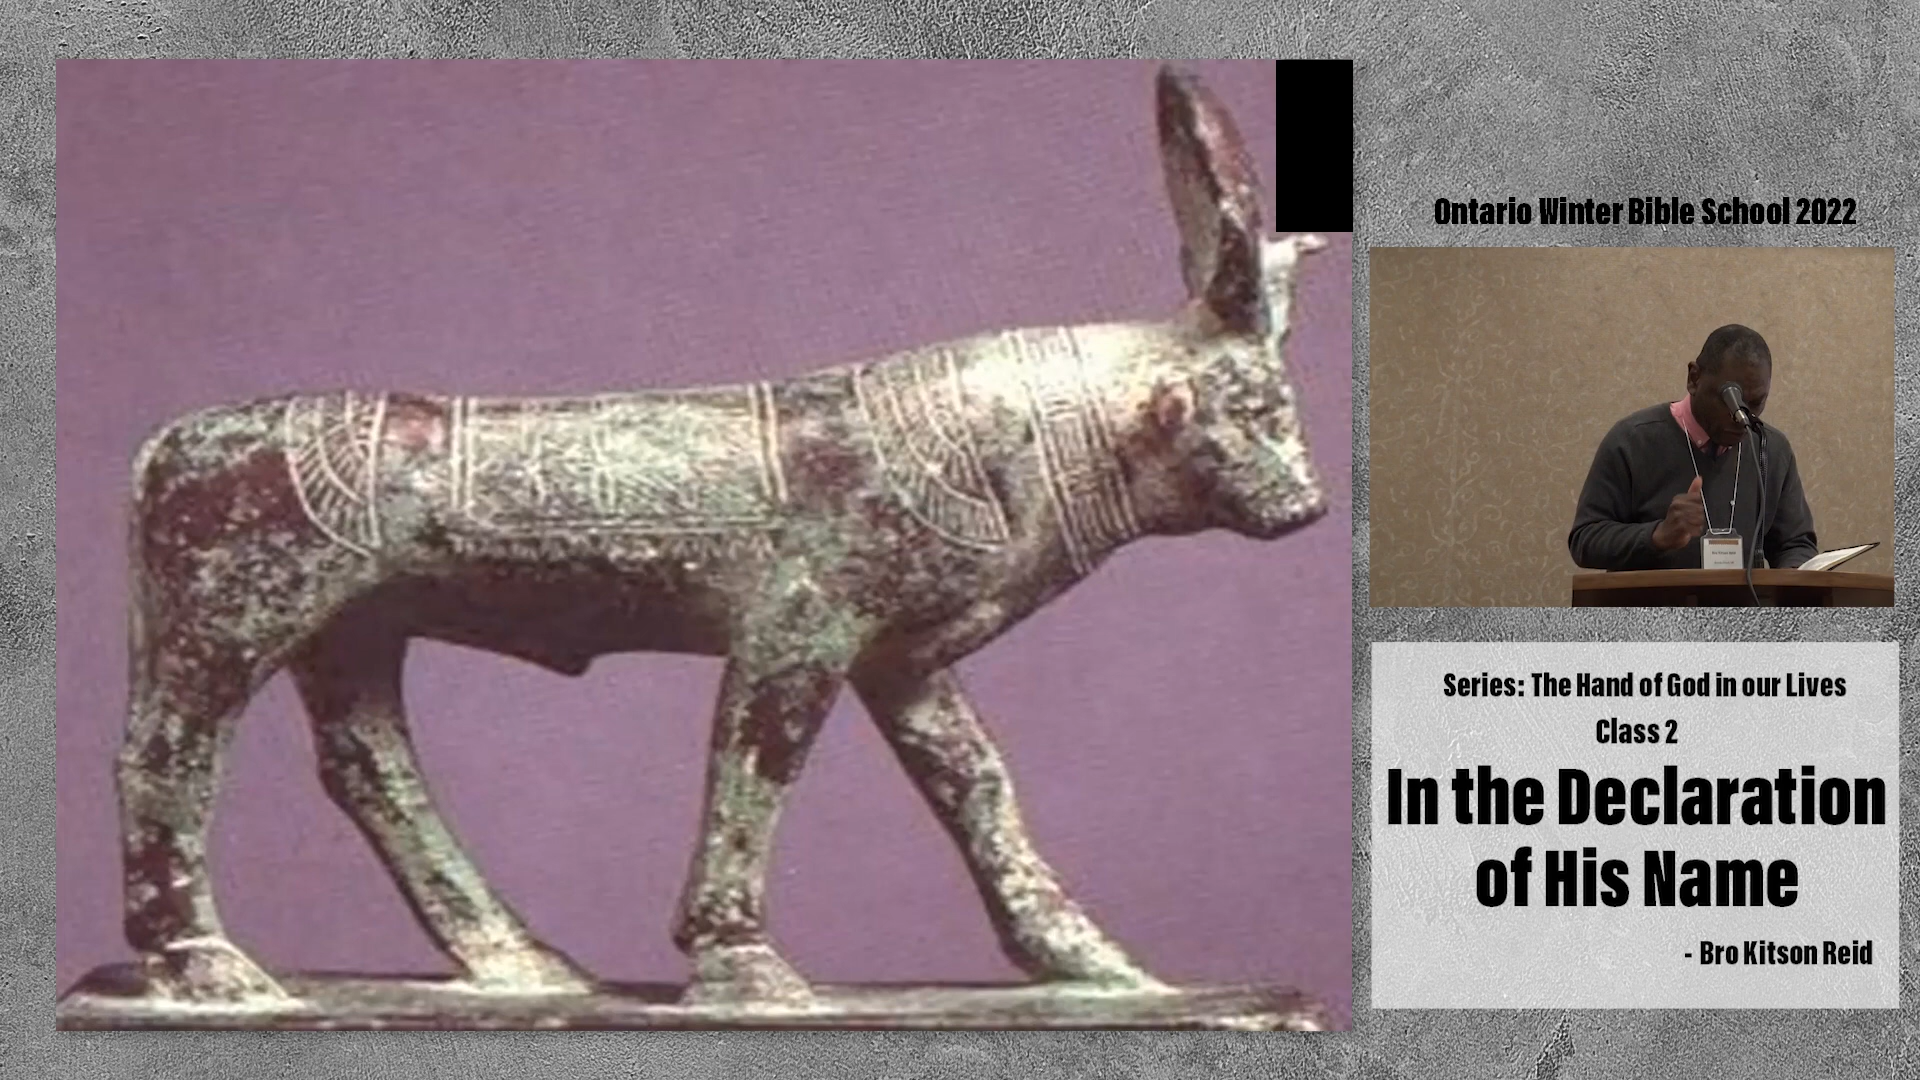 Ontario Winter Bible School 2022
Series: The Hand of God in our Lives
Class 2
In the Declaration
of His Name
- Bro Kitson Reid